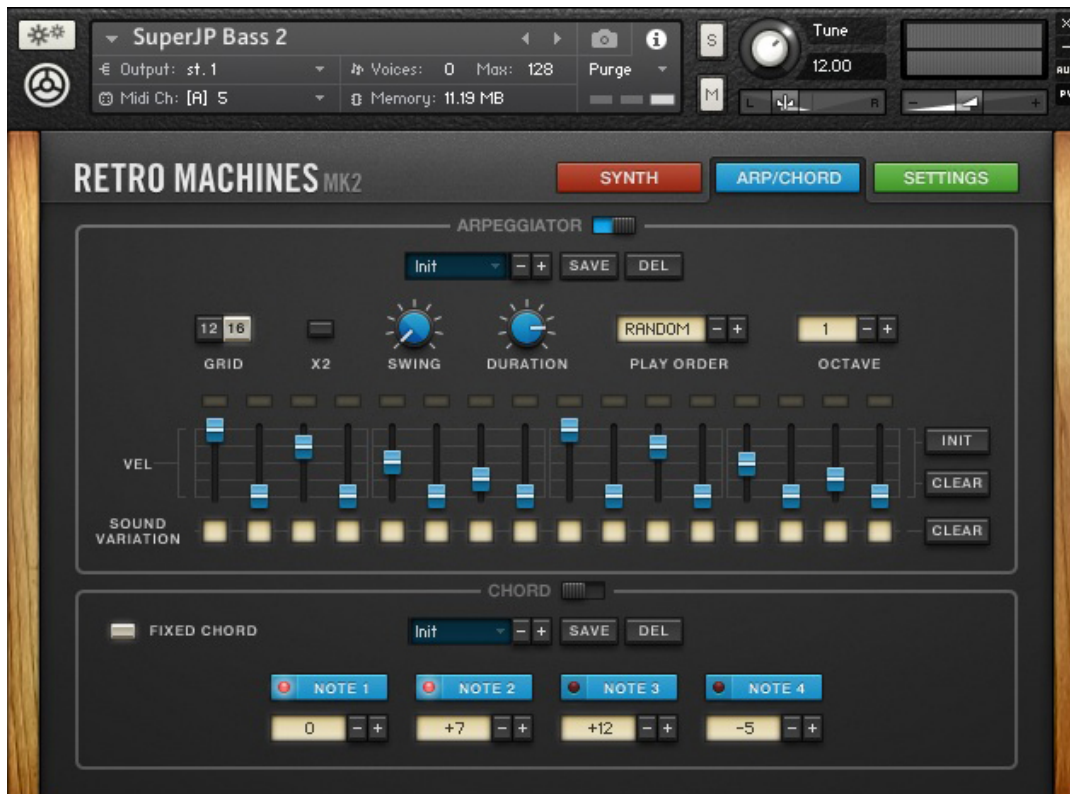 SuperJP Bass 2
Output: st. 1
Voices: 0 Max: 128
Purge
Midi Ch: [A] 5
Memory: 11.19 MB
S
M
Tune
12.00
L R
- +
×
AU
PV
RETRO MACHINES MK2
SYNTH
ARP/CHORD
SETTINGS
ARPEGGIATOR
Init - + SAVE DEL
12 16
RANDOM - +
1 - +
GRID
X2
SWING
DURATION
PLAY ORDER
OCTAVE
VEL
INIT
CLEAR
SOUND
VARIATION
CLEAR
CHORD
FIXED CHORD
Init - + SAVE DEL
NOTE 1
NOTE 2
NOTE 3
NOTE 4
0 - +
+7 - +
+12 - +
-5 - +